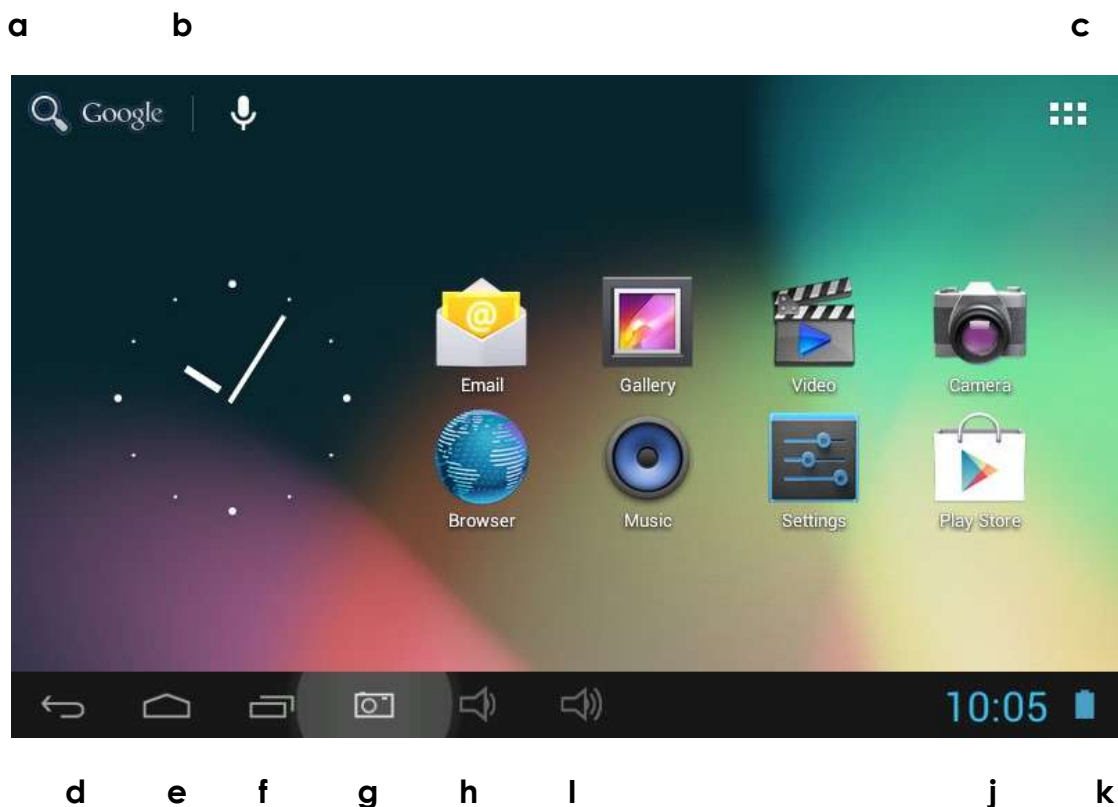 a b c
Google
@
Email Gallery Video Camera
Browser Music Settings Play Store
10:05
d e f g h l j k